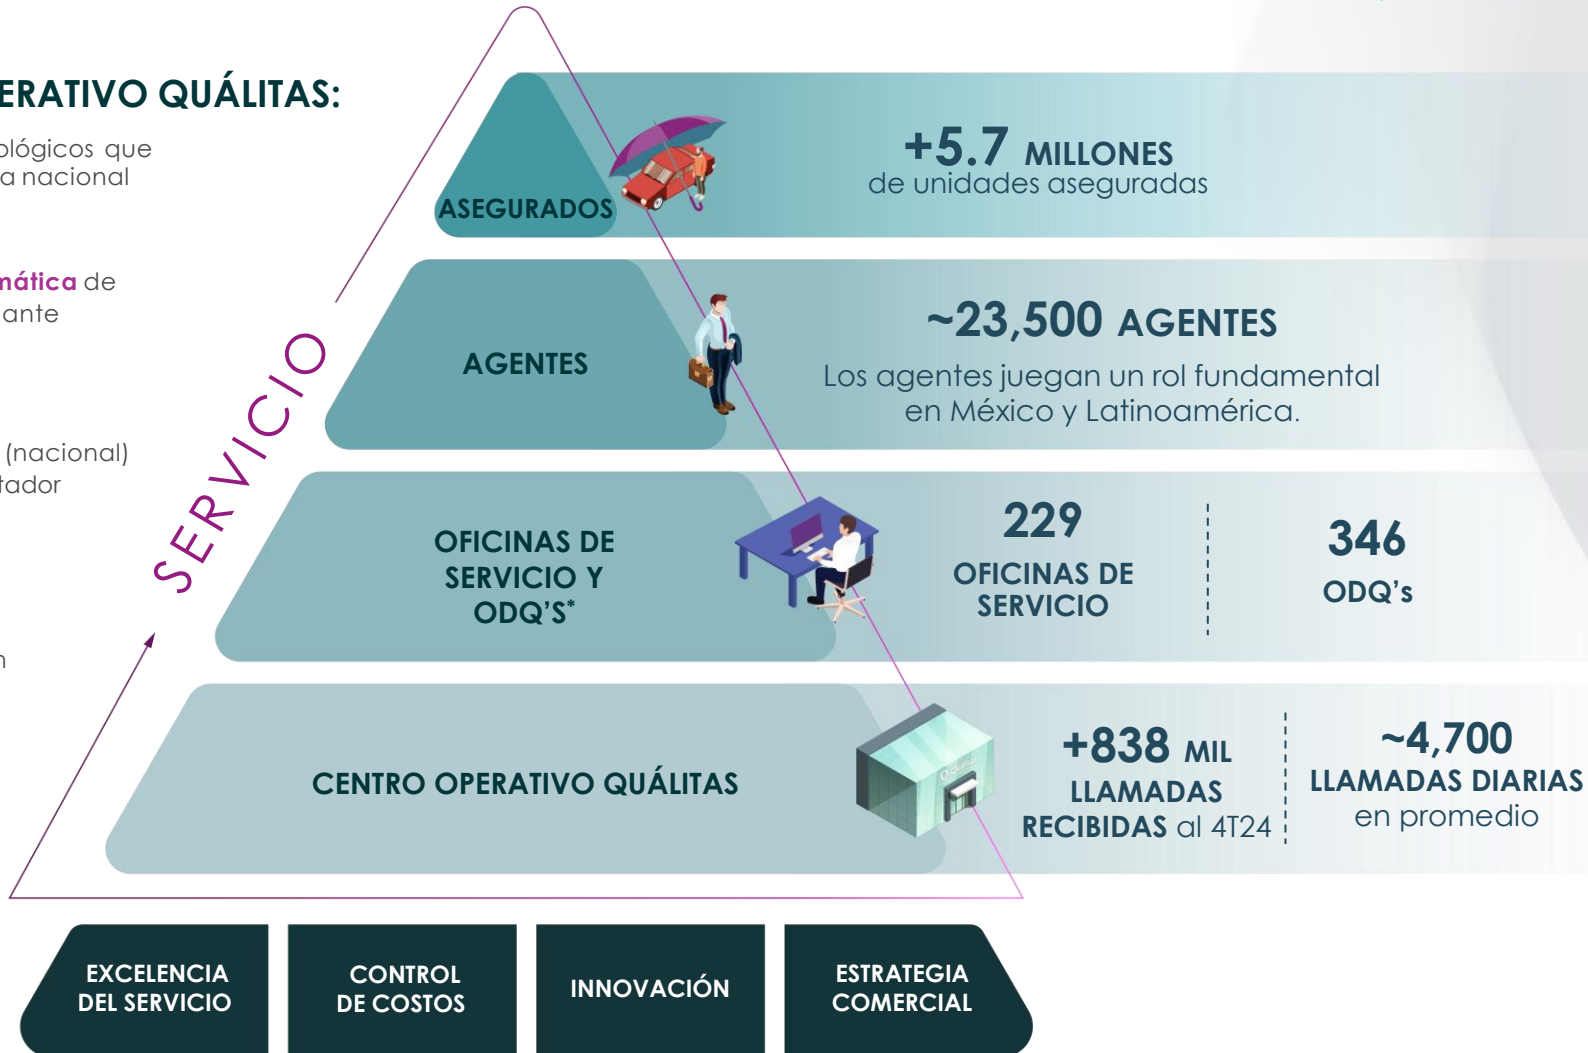 ERATIVO QUÁLITAS:
ológicos que
a nacional
mática de
ante
(nacional)
tador
n
SERVICIO
ASEGURADOS
+5.7 MILLONES
de unidades aseguradas
AGENTES
~23,500 AGENTES
Los agentes juegan un rol fundamental
en México y Latinoamérica.
OFICINAS DE
SERVICIO Y
ODQ'S*
229
OFICINAS DE
SERVICIO
346
ODQ's
CENTRO OPERATIVO QUÁLITAS
+838 MIL
LLAMADAS
RECIBIDAS al 4T24
~4,700
LLAMADAS DIARIAS
en promedio
EXCELENCIA
DEL SERVICIO
CONTROL
DE COSTOS
INNOVACIÓN
ESTRATEGIA
COMERCIAL